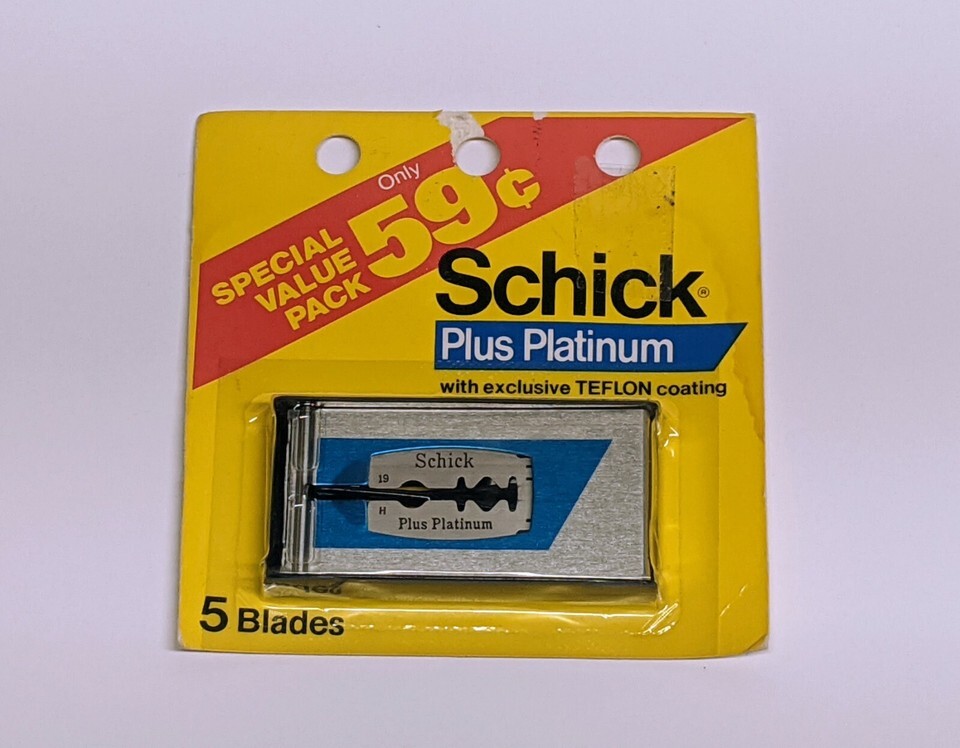 Only
59¢
SPECIAL
VALUE
PACK
Schick®
Plus Platinum
with exclusive TEFLON coating
Schick
19
H
Plus Platinum
5 Blades